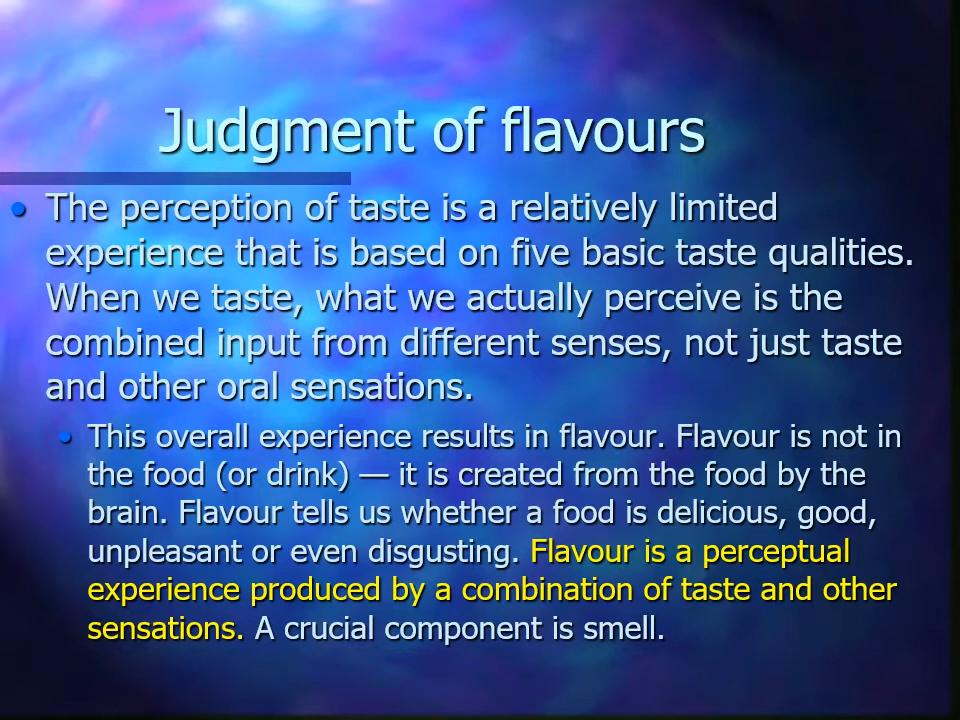 Judgment of flavours
• The perception of taste is a relatively limited
experience that is based on five basic taste qualities.
When we taste, what we actually perceive is the
combined input from different senses, not just taste
and other oral sensations.
• This overall experience results in flavour. Flavour is not in
the food (or drink) — it is created from the food by the
brain. Flavour tells us whether a food is delicious, good,
unpleasant or even disgusting. Flavour is a perceptual
experience produced by a combination of taste and other
sensations. A crucial component is smell.